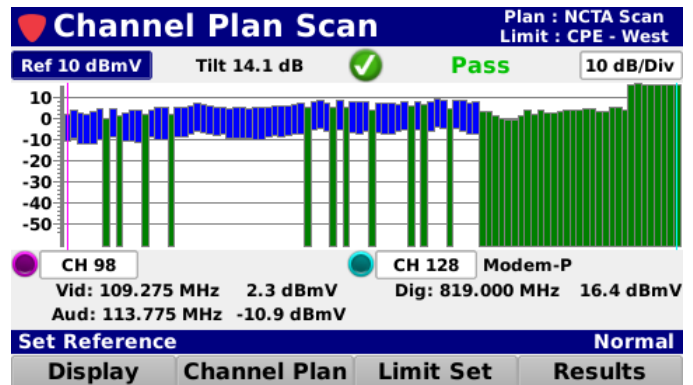 Channel Plan Scan
Plan : NCTA Scan
Limit : CPE - West
Ref 10 dBmV
Tilt 14.1 dB
Pass
10 dB/Div
10
0
-10
-20
-30
-40
-50
CH 98
CH 128
Modem-P
Vid: 109.275 MHz 2.3 dBmV
Dig: 819.000 MHz 16.4 dBmV
Aud: 113.775 MHz -10.9 dBmV
Set Reference
Normal
Display
Channel Plan
Limit Set
Results